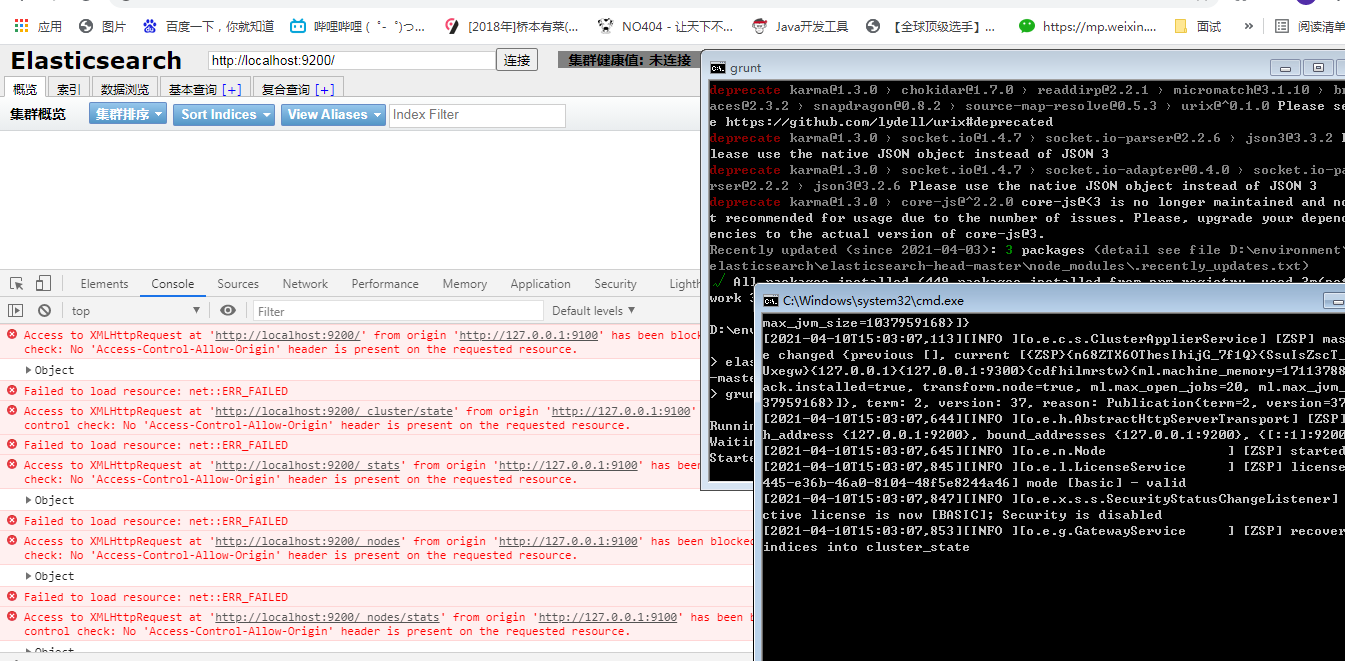 应用 图片 百度一下，你就知道 哔哩哔哩 ( ゜- ゜)つ... [2018年]桥本有菜(... NO404 - 让天下不... Java开发工具 【全球顶级选手】... https://mp.weixin.... 面试 » 阅读清单
Elasticsearch http://localhost:9200/ 连接 集群健康值: 未连接
概览 索引 数据浏览 基本查询 [+] 复合查询 [+]
集群概览 集群排序 Sort Indices View Aliases Index Filter
Elements Console Sources Network Performance Memory Application Security Lighth
top Filter Default levels ▼
Access to XMLHttpRequest at 'http://localhost:9200/' from origin 'http://127.0.0.1:9100' has been block
check: No 'Access-Control-Allow-Origin' header is present on the requested resource.
Object
Failed to load resource: net::ERR_FAILED
Access to XMLHttpRequest at 'http://localhost:9200/_cluster/state' from origin 'http://127.0.0.1:9100'
control check: No 'Access-Control-Allow-Origin' header is present on the requested resource.
Failed to load resource: net::ERR_FAILED
Access to XMLHttpRequest at 'http://localhost:9200/_stats' from origin 'http://127.0.0.1:9100' has been
check: No 'Access-Control-Allow-Origin' header is present on the requested resource.
Object
Failed to load resource: net::ERR_FAILED
Access to XMLHttpRequest at 'http://localhost:9200/_nodes' from origin 'http://127.0.0.1:9100' has been blocked
check: No 'Access-Control-Allow-Origin' header is present on the requested resource.
Object
Failed to load resource: net::ERR_FAILED
Access to XMLHttpRequest at 'http://localhost:9200/_nodes/stats' from origin 'http://127.0.0.1:9100' has been b
control check: No 'Access-Control-Allow-Origin' header is present on the requested resource.
Object
grunt
deprecate karma@1.3.0 › chokidar@1.7.0 › readdirp@2.2.1 › micromatch@3.1.10 › br
aces@2.3.2 › snapdragon@0.8.2 › source-map-resolve@0.5.3 › urix@^0.1.0 Please se
e https://github.com/lydell/urix#deprecated
deprecate karma@1.3.0 › socket.io@1.4.7 › socket.io-parser@2.2.6 › json3@3.3.2
lease use the native JSON object instead of JSON 3
deprecate karma@1.3.0 › socket.io@1.4.7 › socket.io-adapter@0.4.0 › socket.io-pa
rser@2.2.2 › json3@3.2.6 Please use the native JSON object instead of JSON 3
deprecate karma@1.3.0 › core-js@^2.2.0 core-js@<3 is no longer maintained and no
t recommended for usage due to the number of issues. Please, upgrade your depend
encies to the actual version of core-js@3.
Recently updated (since 2021-04-03): 3 packages (detail see file D:\environment\
elasticsearch\elasticsearch-head-master\node_modules\.recently_updates.txt)
√ All packages installed (449 packages installed from npm registry, used 3m(net
work 3
D:\env
> elas
-maste
> grun
Runnin
Waitin
Starte
C:\Windows\system32\cmd.exe
max_jvm_size=1037959168}]}
[2021-04-10T15:03:07,113][INFO ][o.e.c.s.ClusterApplierService] [ZSP] mas
e changed {previous [], current [{ZSP}{n68ZTX6OThesIhijG_7f1Q}{SsuIsZscT_
Uxegw}{127.0.0.1}{127.0.0.1:9300}{cdfhilmrstw}{ml.machine_memory=17113788
ack.installed=true, transform.node=true, ml.max_open_jobs=20, ml.max_jvm_
37959168}]}, term: 2, version: 37, reason: Publication{term=2, version=37
[2021-04-10T15:03:07,644][INFO ][o.e.h.AbstractHttpServerTransport] [ZSP]
h_address {127.0.0.1:9200}, bound_addresses {127.0.0.1:9200}, {[::1]:9200
[2021-04-10T15:03:07,645][INFO ][o.e.n.Node ] [ZSP] started
[2021-04-10T15:03:07,845][INFO ][o.e.l.LicenseService ] [ZSP] license
445-e36b-46a0-8104-48f5e8244a46] mode [basic] - valid
[2021-04-10T15:03:07,847][INFO ][o.e.x.s.s.SecurityStatusChangeListener]
ctive license is now [BASIC]; Security is disabled
[2021-04-10T15:03:07,853][INFO ][o.e.g.GatewayService ] [ZSP] recover
indices into cluster_state